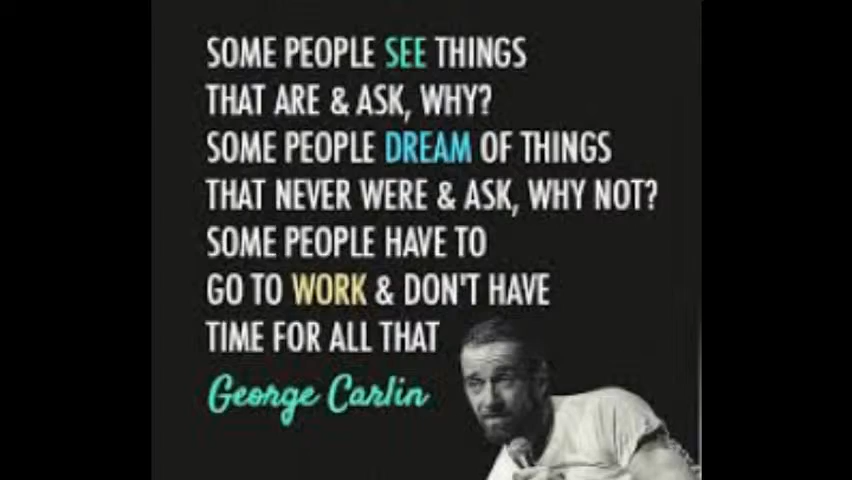 SOME PEOPLE SEE THINGS
THAT ARE & ASK, WHY?
SOME PEOPLE DREAM OF THINGS
THAT NEVER WERE & ASK, WHY NOT?
SOME PEOPLE HAVE TO
GO TO WORK & DON'T HAVE
TIME FOR ALL THAT
George Carlin